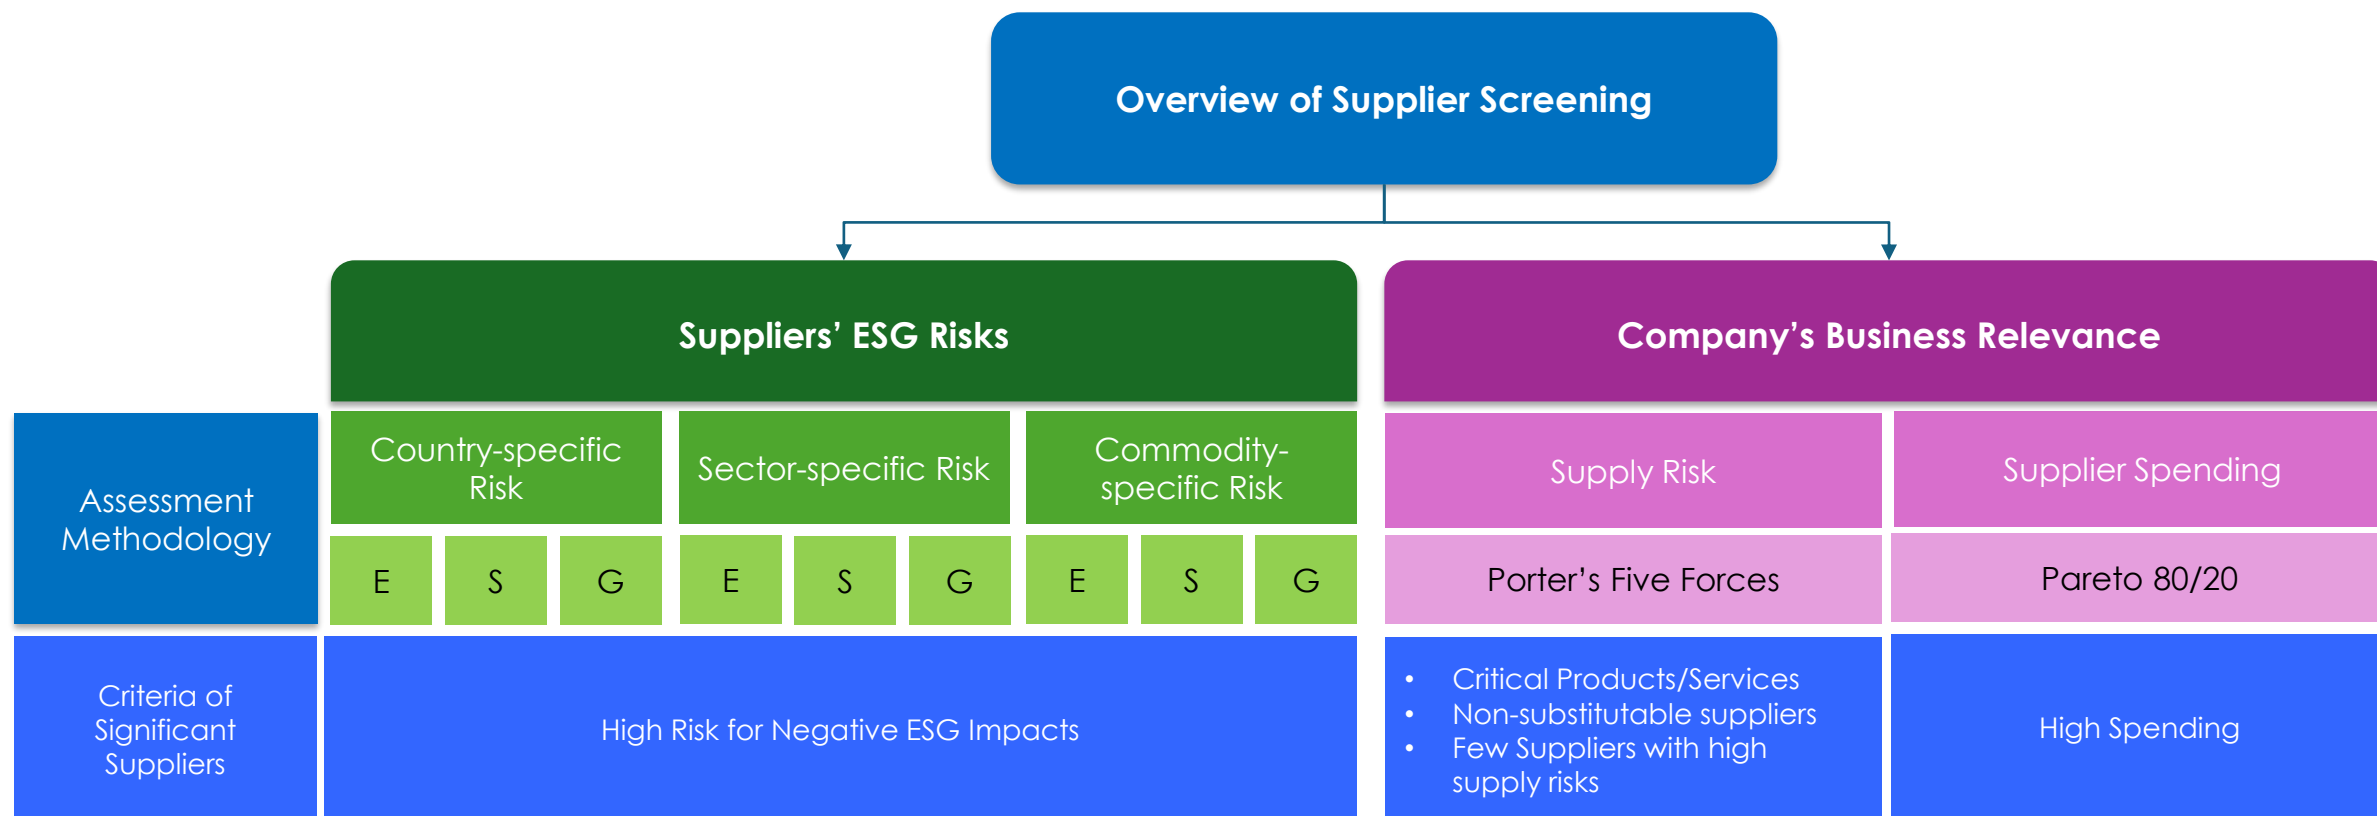 Overview of Supplier Screening
Suppliers’ ESG Risks
Company’s Business Relevance
Assessment
Methodology
Country-specific
Risk
Sector-specific Risk
Commodity-
specific Risk
Supply Risk
Supplier Spending
E
S
G
E
S
G
E
S
G
Porter’s Five Forces
Pareto 80/20
Criteria of
Significant
Suppliers
High Risk for Negative ESG Impacts
• Critical Products/Services
• Non-substitutable suppliers
• Few Suppliers with high
supply risks
High Spending